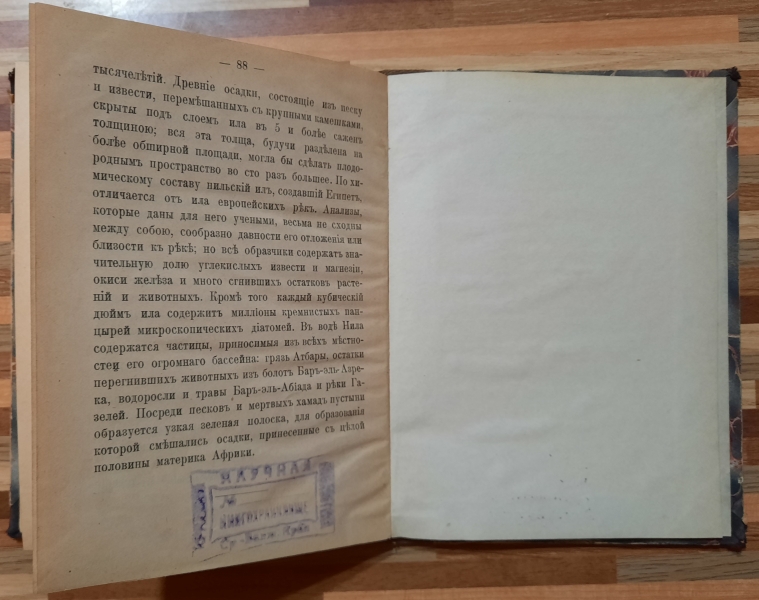 — 88 —
тысячелѣтій. Древніе осадки, состоящіе изъ песку
и извести, перемѣшанныхъ съ крупными камешками,
скрыты подъ слоемъ ила въ 5 и болѣе саженъ
толщиною; вся эта толща, будучи раздѣлена на
болѣе обширной площади, могла бы сдѣлать плодо-
роднымъ пространство во сто разъ большее. По хи-
мическому составу нильскій илъ, создавшій Египетъ,
отличается отъ ила европейскихъ рѣкъ. Анализы,
которые даны для него учеными, весьма не сходны
между собою, сообразно давности его отложенія или
близости къ рѣкѣ; но всѣ образчики содержатъ зна-
чительную долю углекислыхъ извести и магнезіи,
окиси желѣза и много сгнившихъ остатковъ расте-
ній и животныхъ. Кромѣ того каждый кубическій
дюймъ ила содержитъ милліоны кремнистыхъ пан-
цырей микроскопическихъ діатомей. Въ водѣ Нила
содержатся частицы, приносимыя изъ всѣхъ мѣстно-
стей его огромнаго бассейна: грязь Атбары, остатки
перегнившихъ животныхъ изъ болотъ Баръ-эль-Азре-
ка, водоросли и травы Баръ-эль-Абіада и рѣки Га-
зелей. Посреди песковъ и мертвыхъ хамадъ пустыни
образуется узкая зеленая полоска, для образованія
которой смѣшались осадки, принесенные съ цѣлой
половины материка Африки.
НАУЧНАЯ
№
КНИГОХРАНИЛИЩЕ